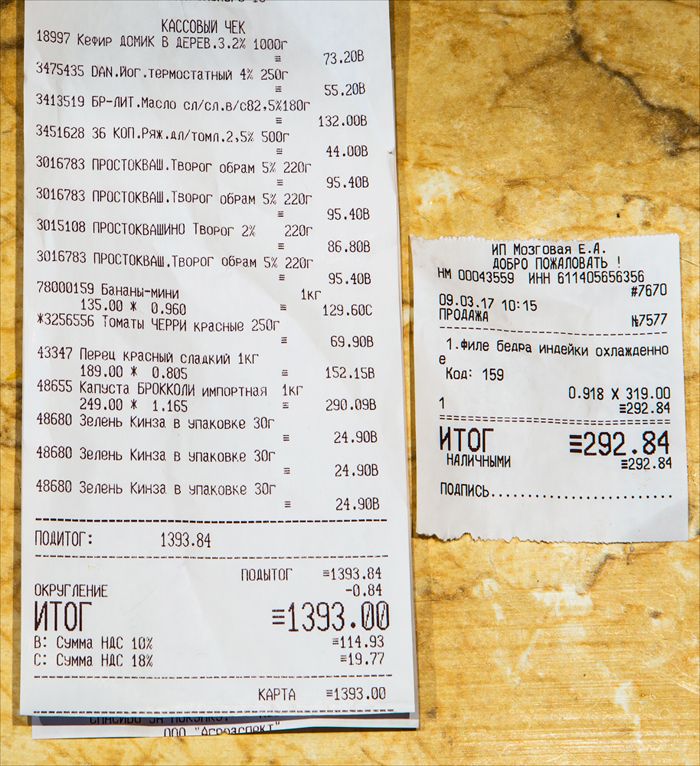 КАССОВЫЙ ЧЕК
18997 Кефир ДОМИК В ДЕРЕВ.3.2% 1000г
≡ 73.20В
3475435 DAN.Йог.термостатный 4% 250г
≡ 55.20В
3413519 БР-ЛИТ.Масло сл/сл.в/с82,5%180г
≡ 132.00В
3451628 36 КОП.Ряж.дл/томл.2,5% 500г
≡ 44.00В
3016783 ПРОСТОКВАШ.Творог обрам 5% 220г
≡ 95.40В
3016783 ПРОСТОКВАШ.Творог обрам 5% 220г
≡ 95.40В
3015108 ПРОСТОКВАШИНО Творог 2% 220г
≡ 86.80В
3016783 ПРОСТОКВАШ.Творог обрам 5% 220г
≡ 95.40В
78000159 Бананы-мини 1кг
135.00 * 0.960 ≡ 129.60С
*3256556 Томаты ЧЕРРИ красные 250г
≡ 69.90В
43347 Перец красный сладкий 1кг
189.00 * 0.805 ≡ 152.15В
48655 Капуста БРОККОЛИ импортная 1кг
249.00 * 1.165 ≡ 290.09В
48680 Зелень Кинза в упаковке 30г
≡ 24.90В
48680 Зелень Кинза в упаковке 30г
≡ 24.90В
48680 Зелень Кинза в упаковке 30г
≡ 24.90В
ПОДИТОГ: 1393.84
ПОДЫТОГ ≡1393.84
ОКРУГЛЕНИЕ -0.84
ИТОГ ≡1393.00
В: Сумма НДС 10% ≡114.93
С: Сумма НДС 18% ≡19.77
КАРТА ≡1393.00
СПАСИБО ЗА ПОКУПКУ!
ООО "Агроаспект"
ИП Мозговая Е.А.
ДОБРО ПОЖАЛОВАТЬ !
НМ 00043559 ИНН 611405656356
#7670
09.03.17 10:15
ПРОДАЖА №7577
1.Филе бедра индейки охлажденно
е
Код: 159
0.918 X 319.00
1 ≡292.84
ИТОГ ≡292.84
НАЛИЧНЫМИ ≡292.84
ПОДПИСЬ........................